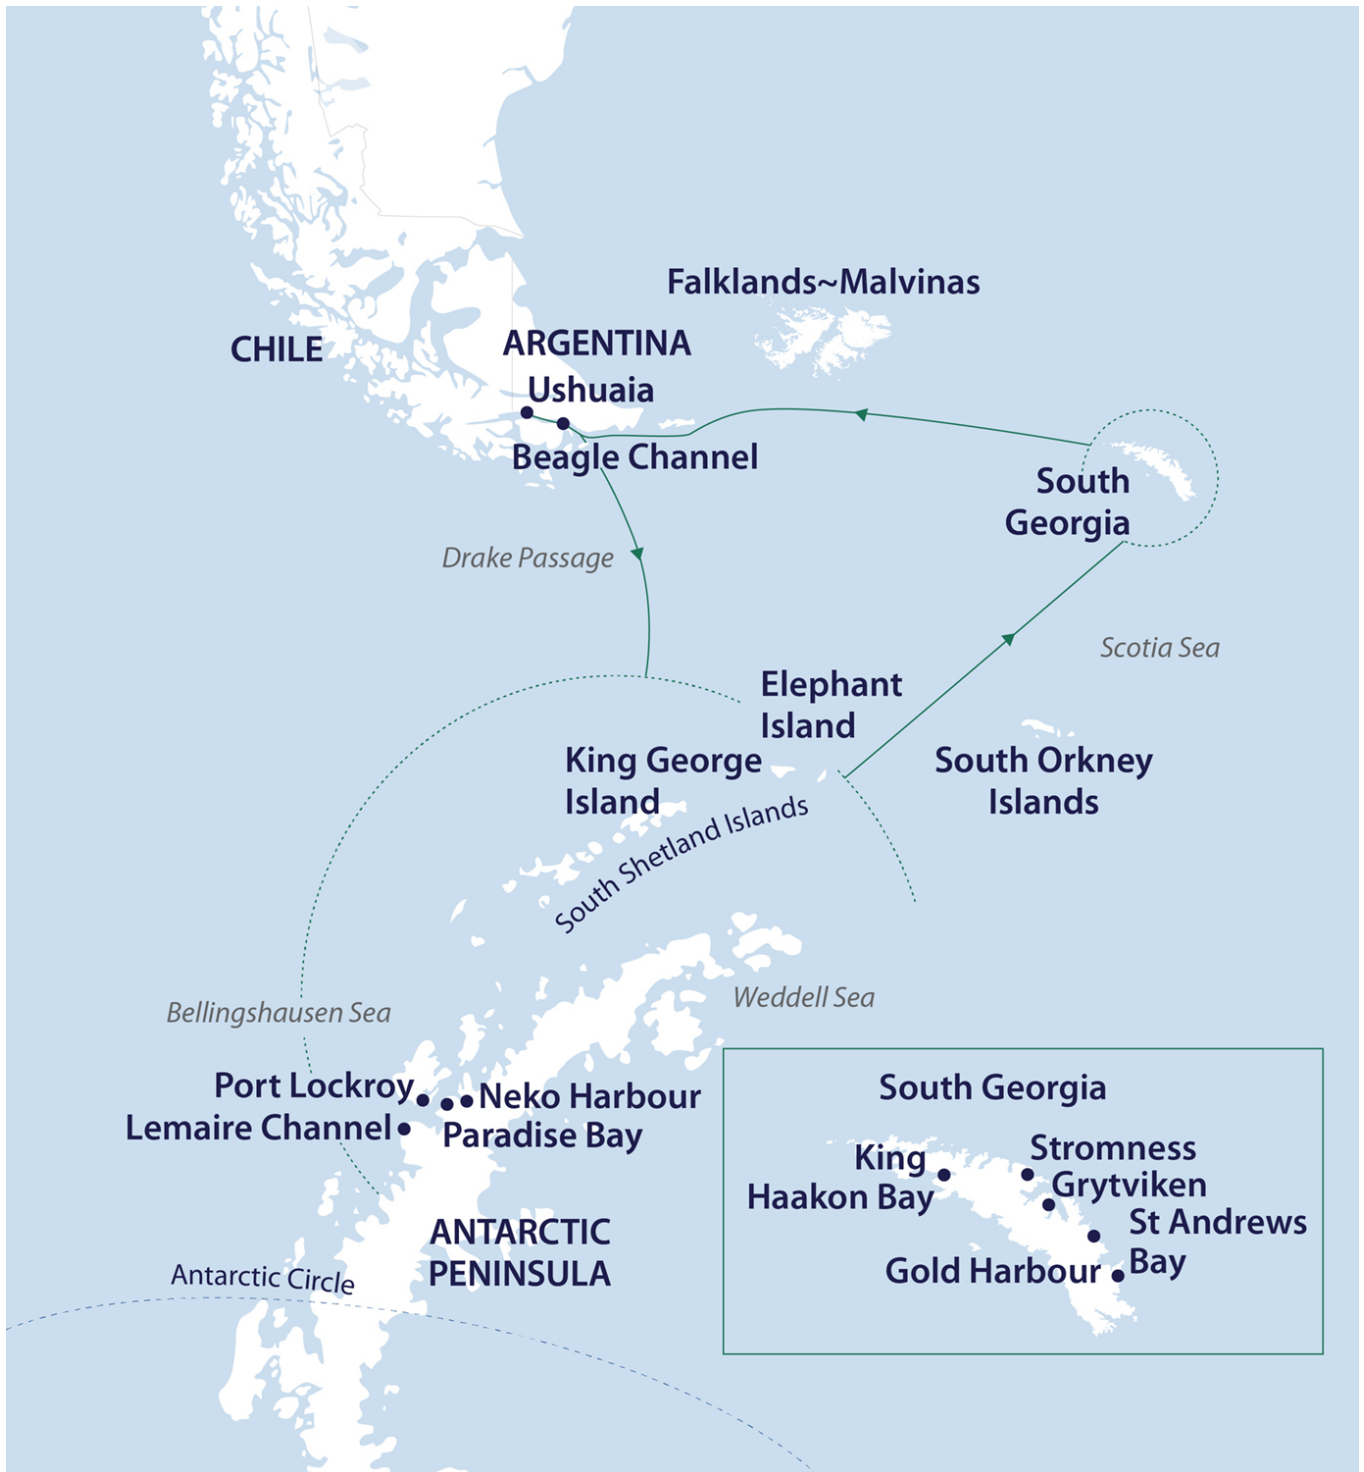 Falklands~Malvinas
CHILE
ARGENTINA
Ushuaia
Beagle Channel
South
Georgia
Drake Passage
Scotia Sea
Elephant
Island
King George
Island
South Orkney
Islands
South Shetland Islands
Bellingshausen Sea
Weddell Sea
Port Lockroy
Neko Harbour
Lemaire Channel
Paradise Bay
ANTARCTIC
PENINSULA
Antarctic Circle
South Georgia
King
Haakon Bay
Stromness
Grytviken
St Andrews
Bay
Gold Harbour